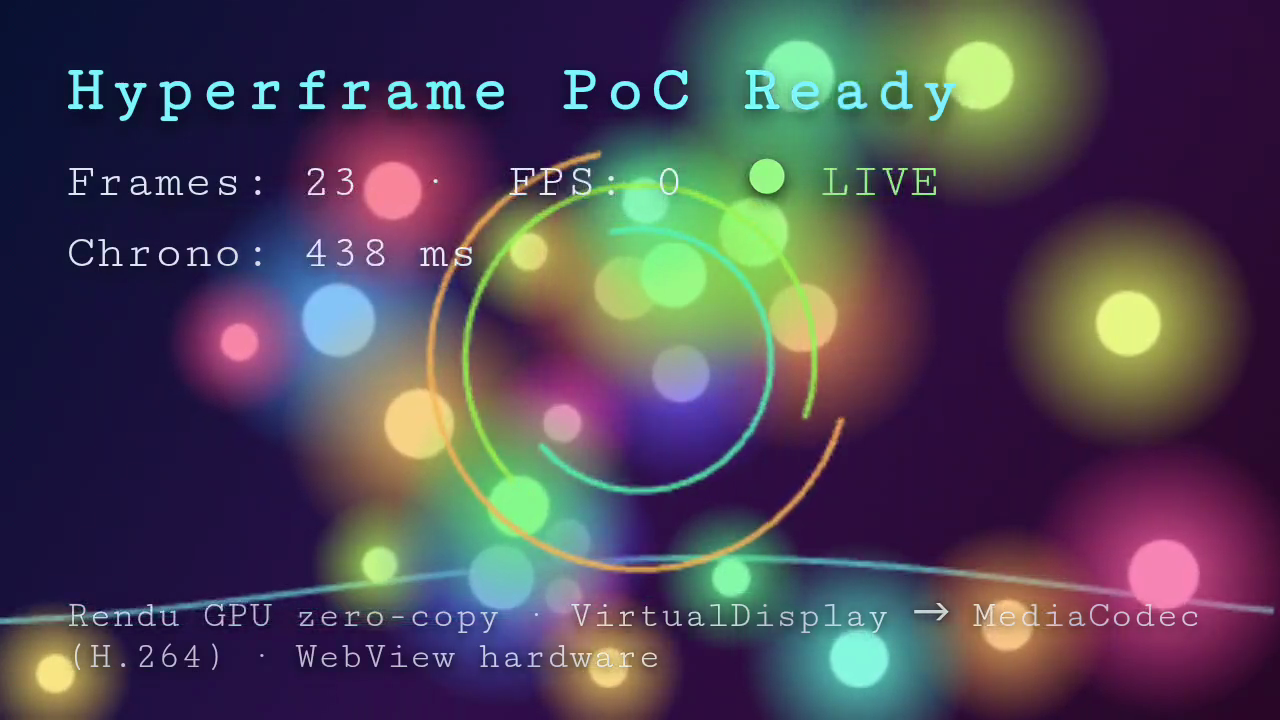 Hyperframe PoC Ready
Frames: 23 · FPS: 0 LIVE
Chrono: 438 ms
Rendu GPU zero-copy · VirtualDisplay → MediaCodec
(H.264) · WebView hardware